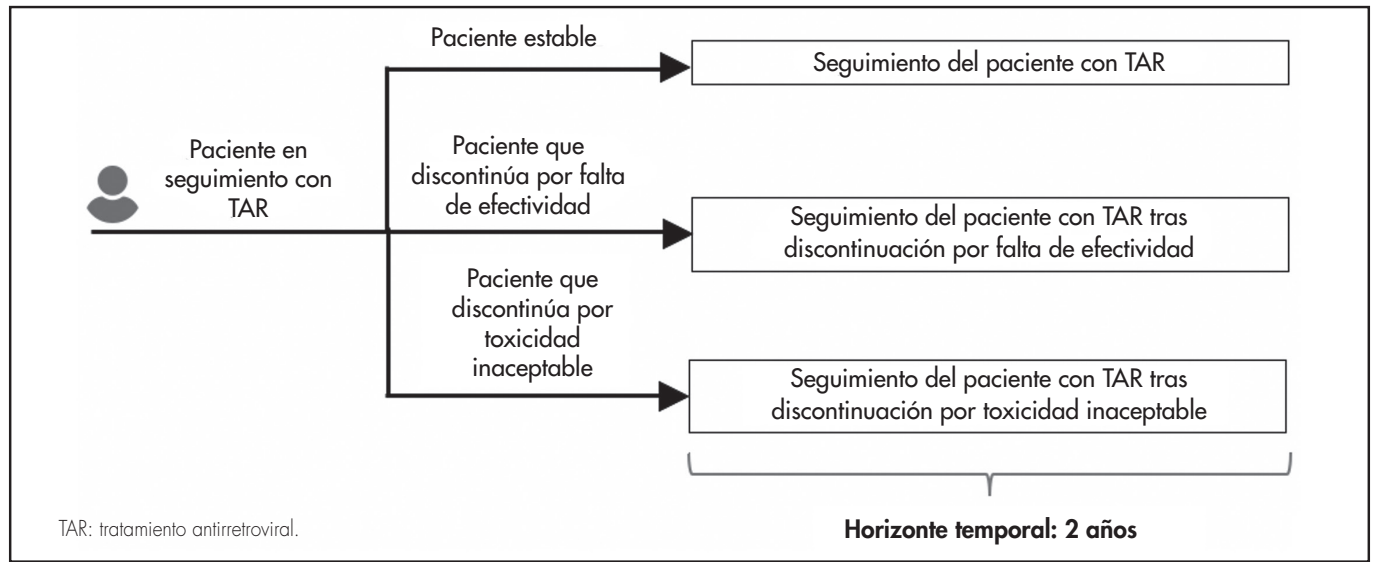 Paciente estable
Seguimiento del paciente con TAR
Paciente en
seguimiento con
TAR
Paciente que
discontinúa por falta
de efectividad
Seguimiento del paciente con TAR tras
discontinuación por falta de efectividad
Paciente que
discontinúa por
toxicidad
inaceptable
Seguimiento del paciente con TAR tras
discontinuación por toxicidad inaceptable
TAR: tratamiento antirretroviral.
Horizonte temporal: 2 años